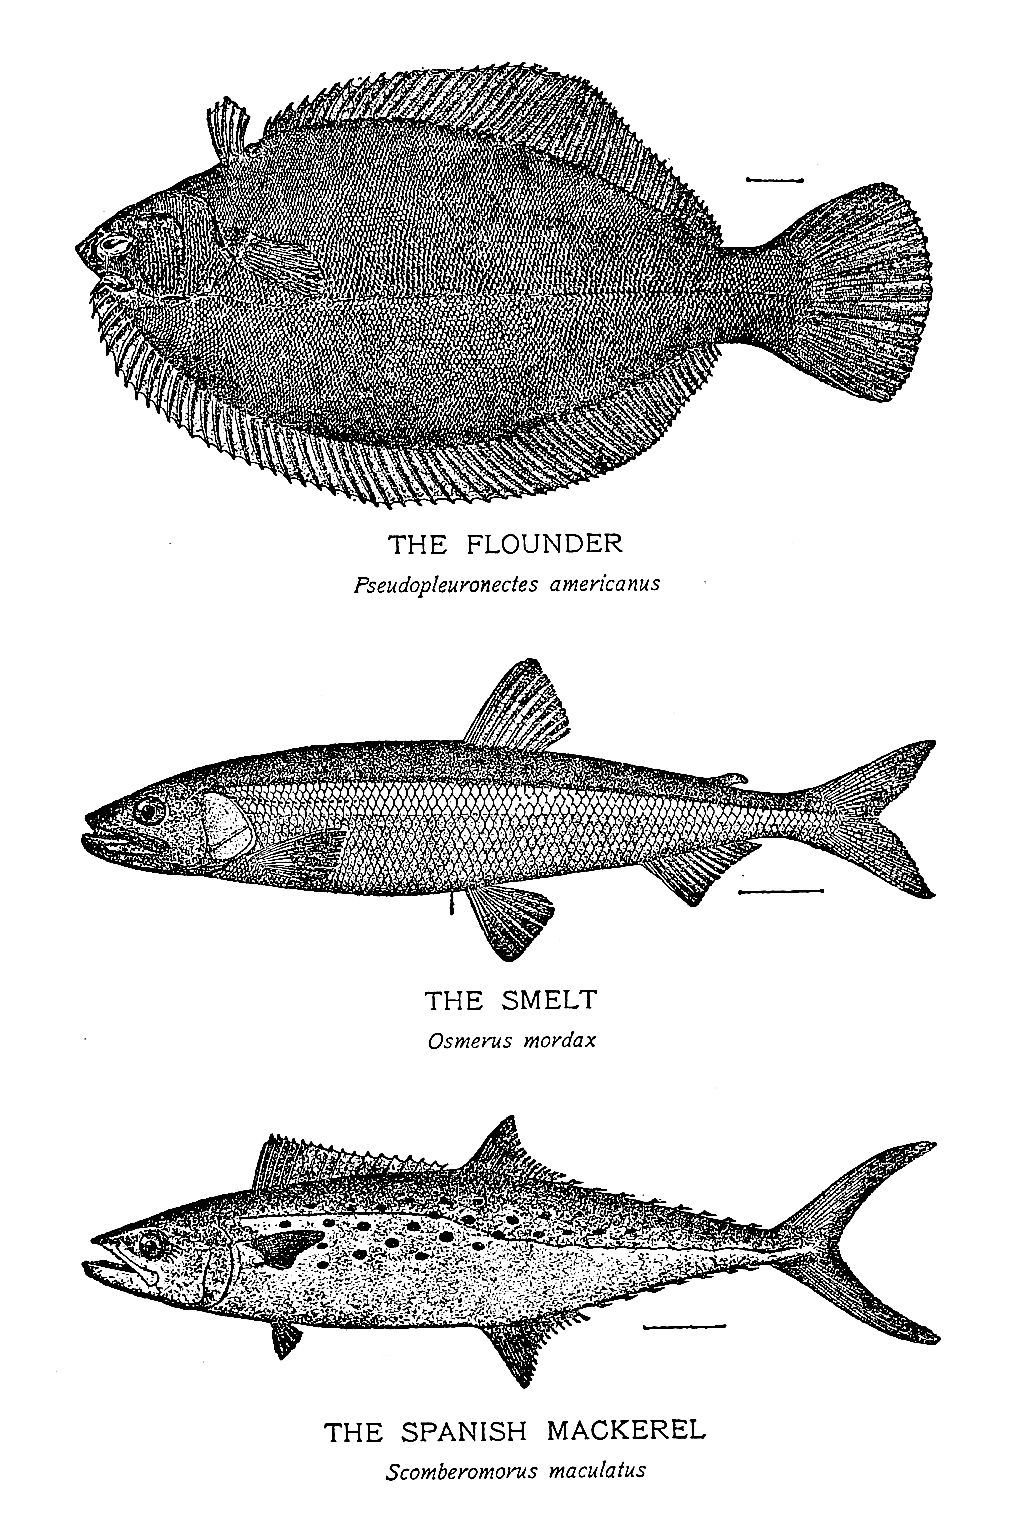 THE FLOUNDER
Pseudopleuronectes americanus
THE SMELT
Osmerus mordax
THE SPANISH MACKEREL
Scomberomorus maculatus